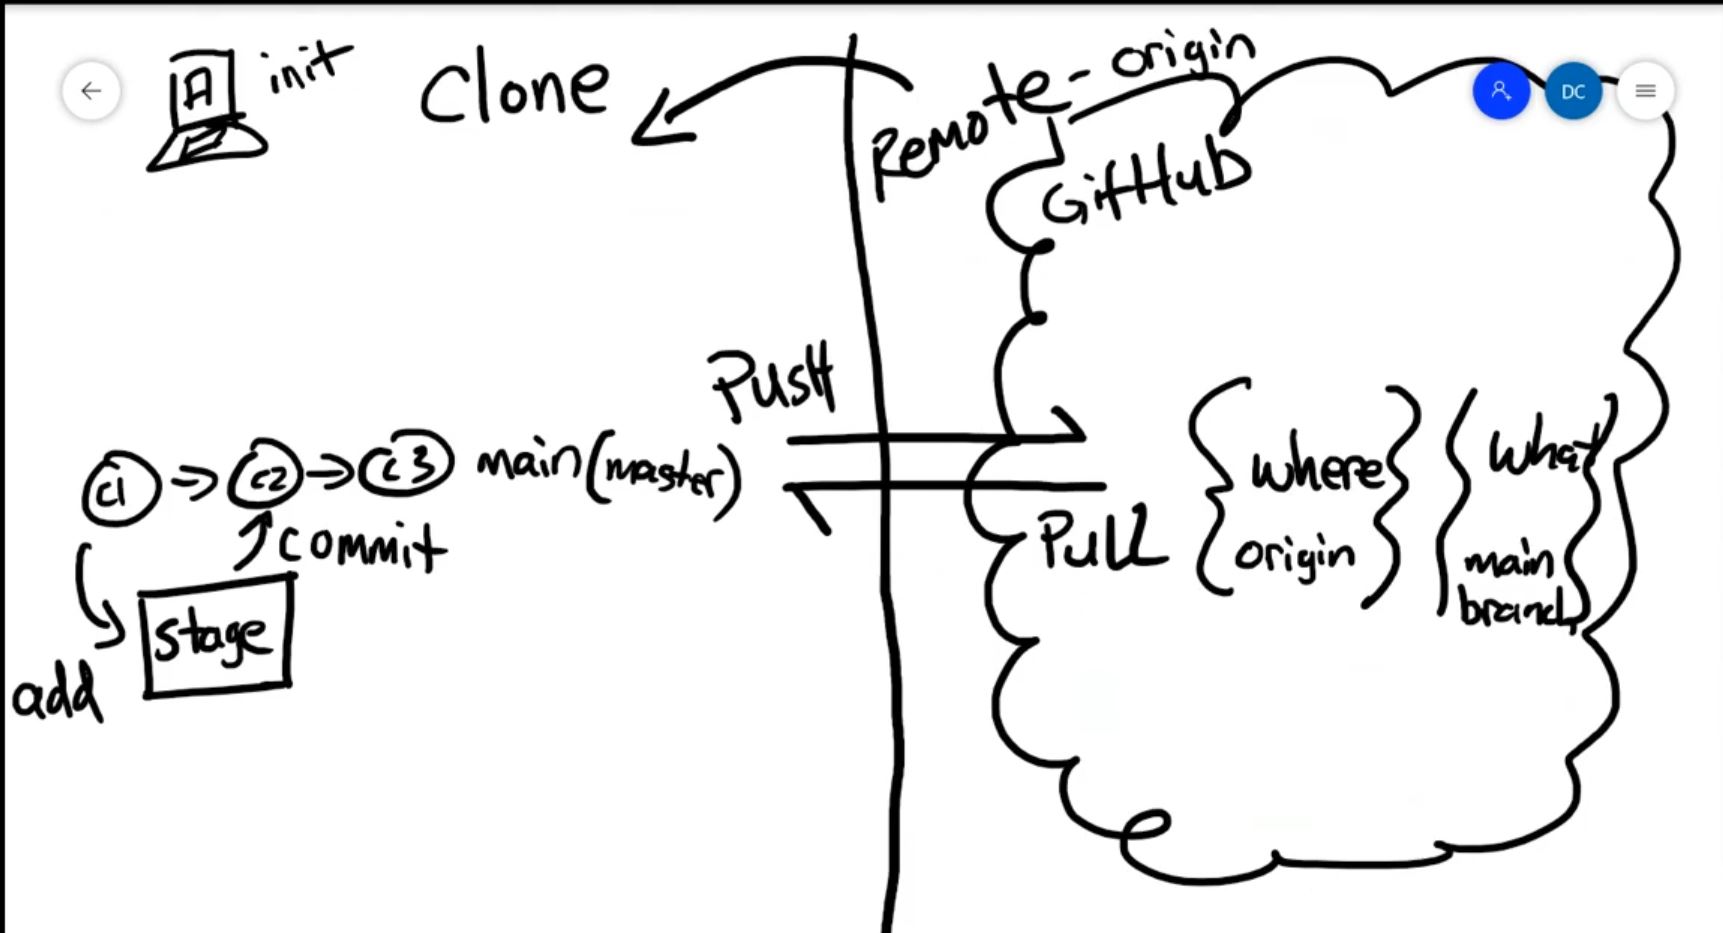 init
Clone
Remote - origin
DC
GitHub
Push
c1 → c2 → c3 main (master)
where
what
commit
Pull
origin
main
branch
stage
add